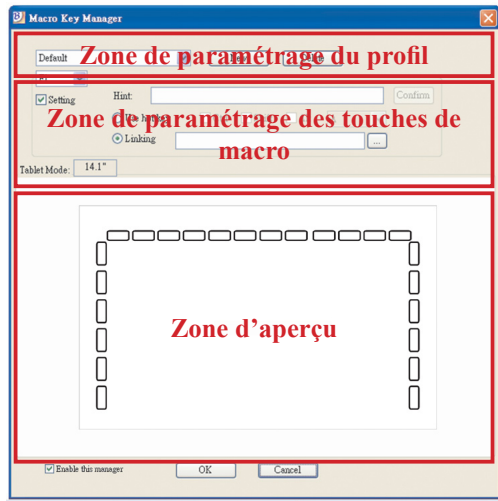 Macro Key Manager
Default
Zone de paramétrage du profil
Setting
Hint:
Confirm
Zone de paramétrage des touches de
macro
Linking
...
Tablet Mode: 14.1"
Zone d'aperçu
Enable this manager
OK
Cancel